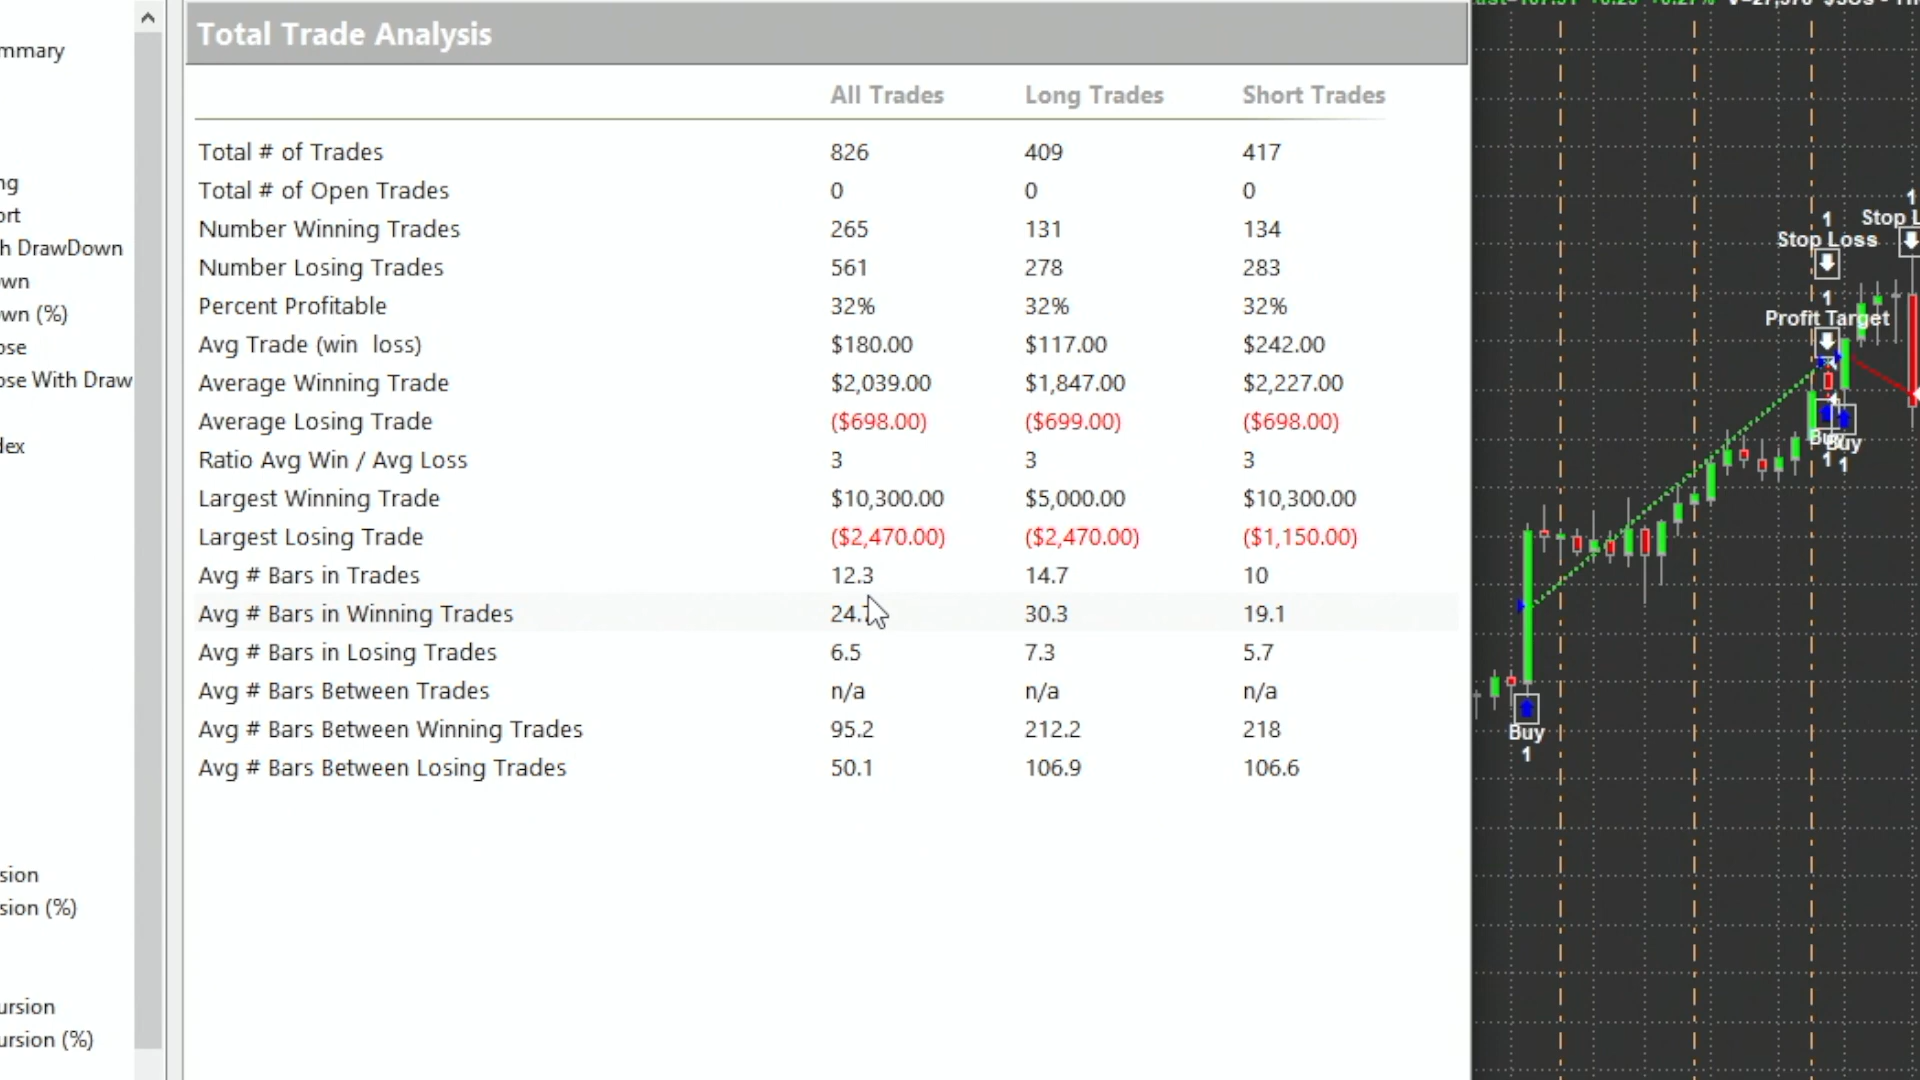 mmary
ng
ort
h DrawDown
wn
wn (%)
ose
ose With Draw
dex
sion
sion (%)
ursion
ursion (%)
Total Trade Analysis
All Trades Long Trades Short Trades
Total # of Trades 826 409 417
Total # of Open Trades 0 0 0
Number Winning Trades 265 131 134
Number Losing Trades 561 278 283
Percent Profitable 32% 32% 32%
Avg Trade (win loss) $180.00 $117.00 $242.00
Average Winning Trade $2,039.00 $1,847.00 $2,227.00
Average Losing Trade ($698.00) ($699.00) ($698.00)
Ratio Avg Win / Avg Loss 3 3 3
Largest Winning Trade $10,300.00 $5,000.00 $10,300.00
Largest Losing Trade ($2,470.00) ($2,470.00) ($1,150.00)
Avg # Bars in Trades 12.3 14.7 10
Avg # Bars in Winning Trades 24. 30.3 19.1
Avg # Bars in Losing Trades 6.5 7.3 5.7
Avg # Bars Between Trades n/a n/a n/a
Avg # Bars Between Winning Trades 95.2 212.2 218
Avg # Bars Between Losing Trades 50.1 106.9 106.6
1
Stop L
1
Stop Loss
1
Profit Target
Buy
Buy
1
1
Buy
1